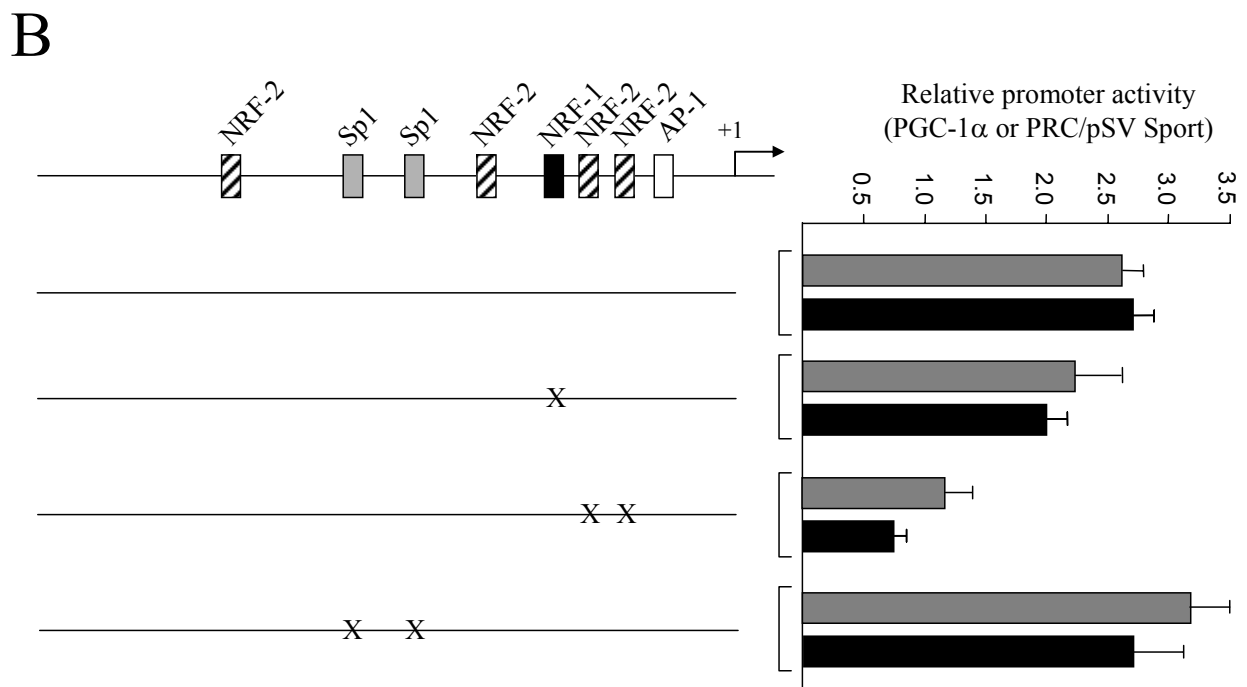 B
NRF-2 Sp1 Sp1 NRF-2 NRF-1 NRF-2 NRF-2 AP-1 +1
Relative promoter activity
(PGC-1α or PRC/pSV Sport)
0.5 1.0 1.5 2.0 2.5 3.0 3.5
X
X X
X X